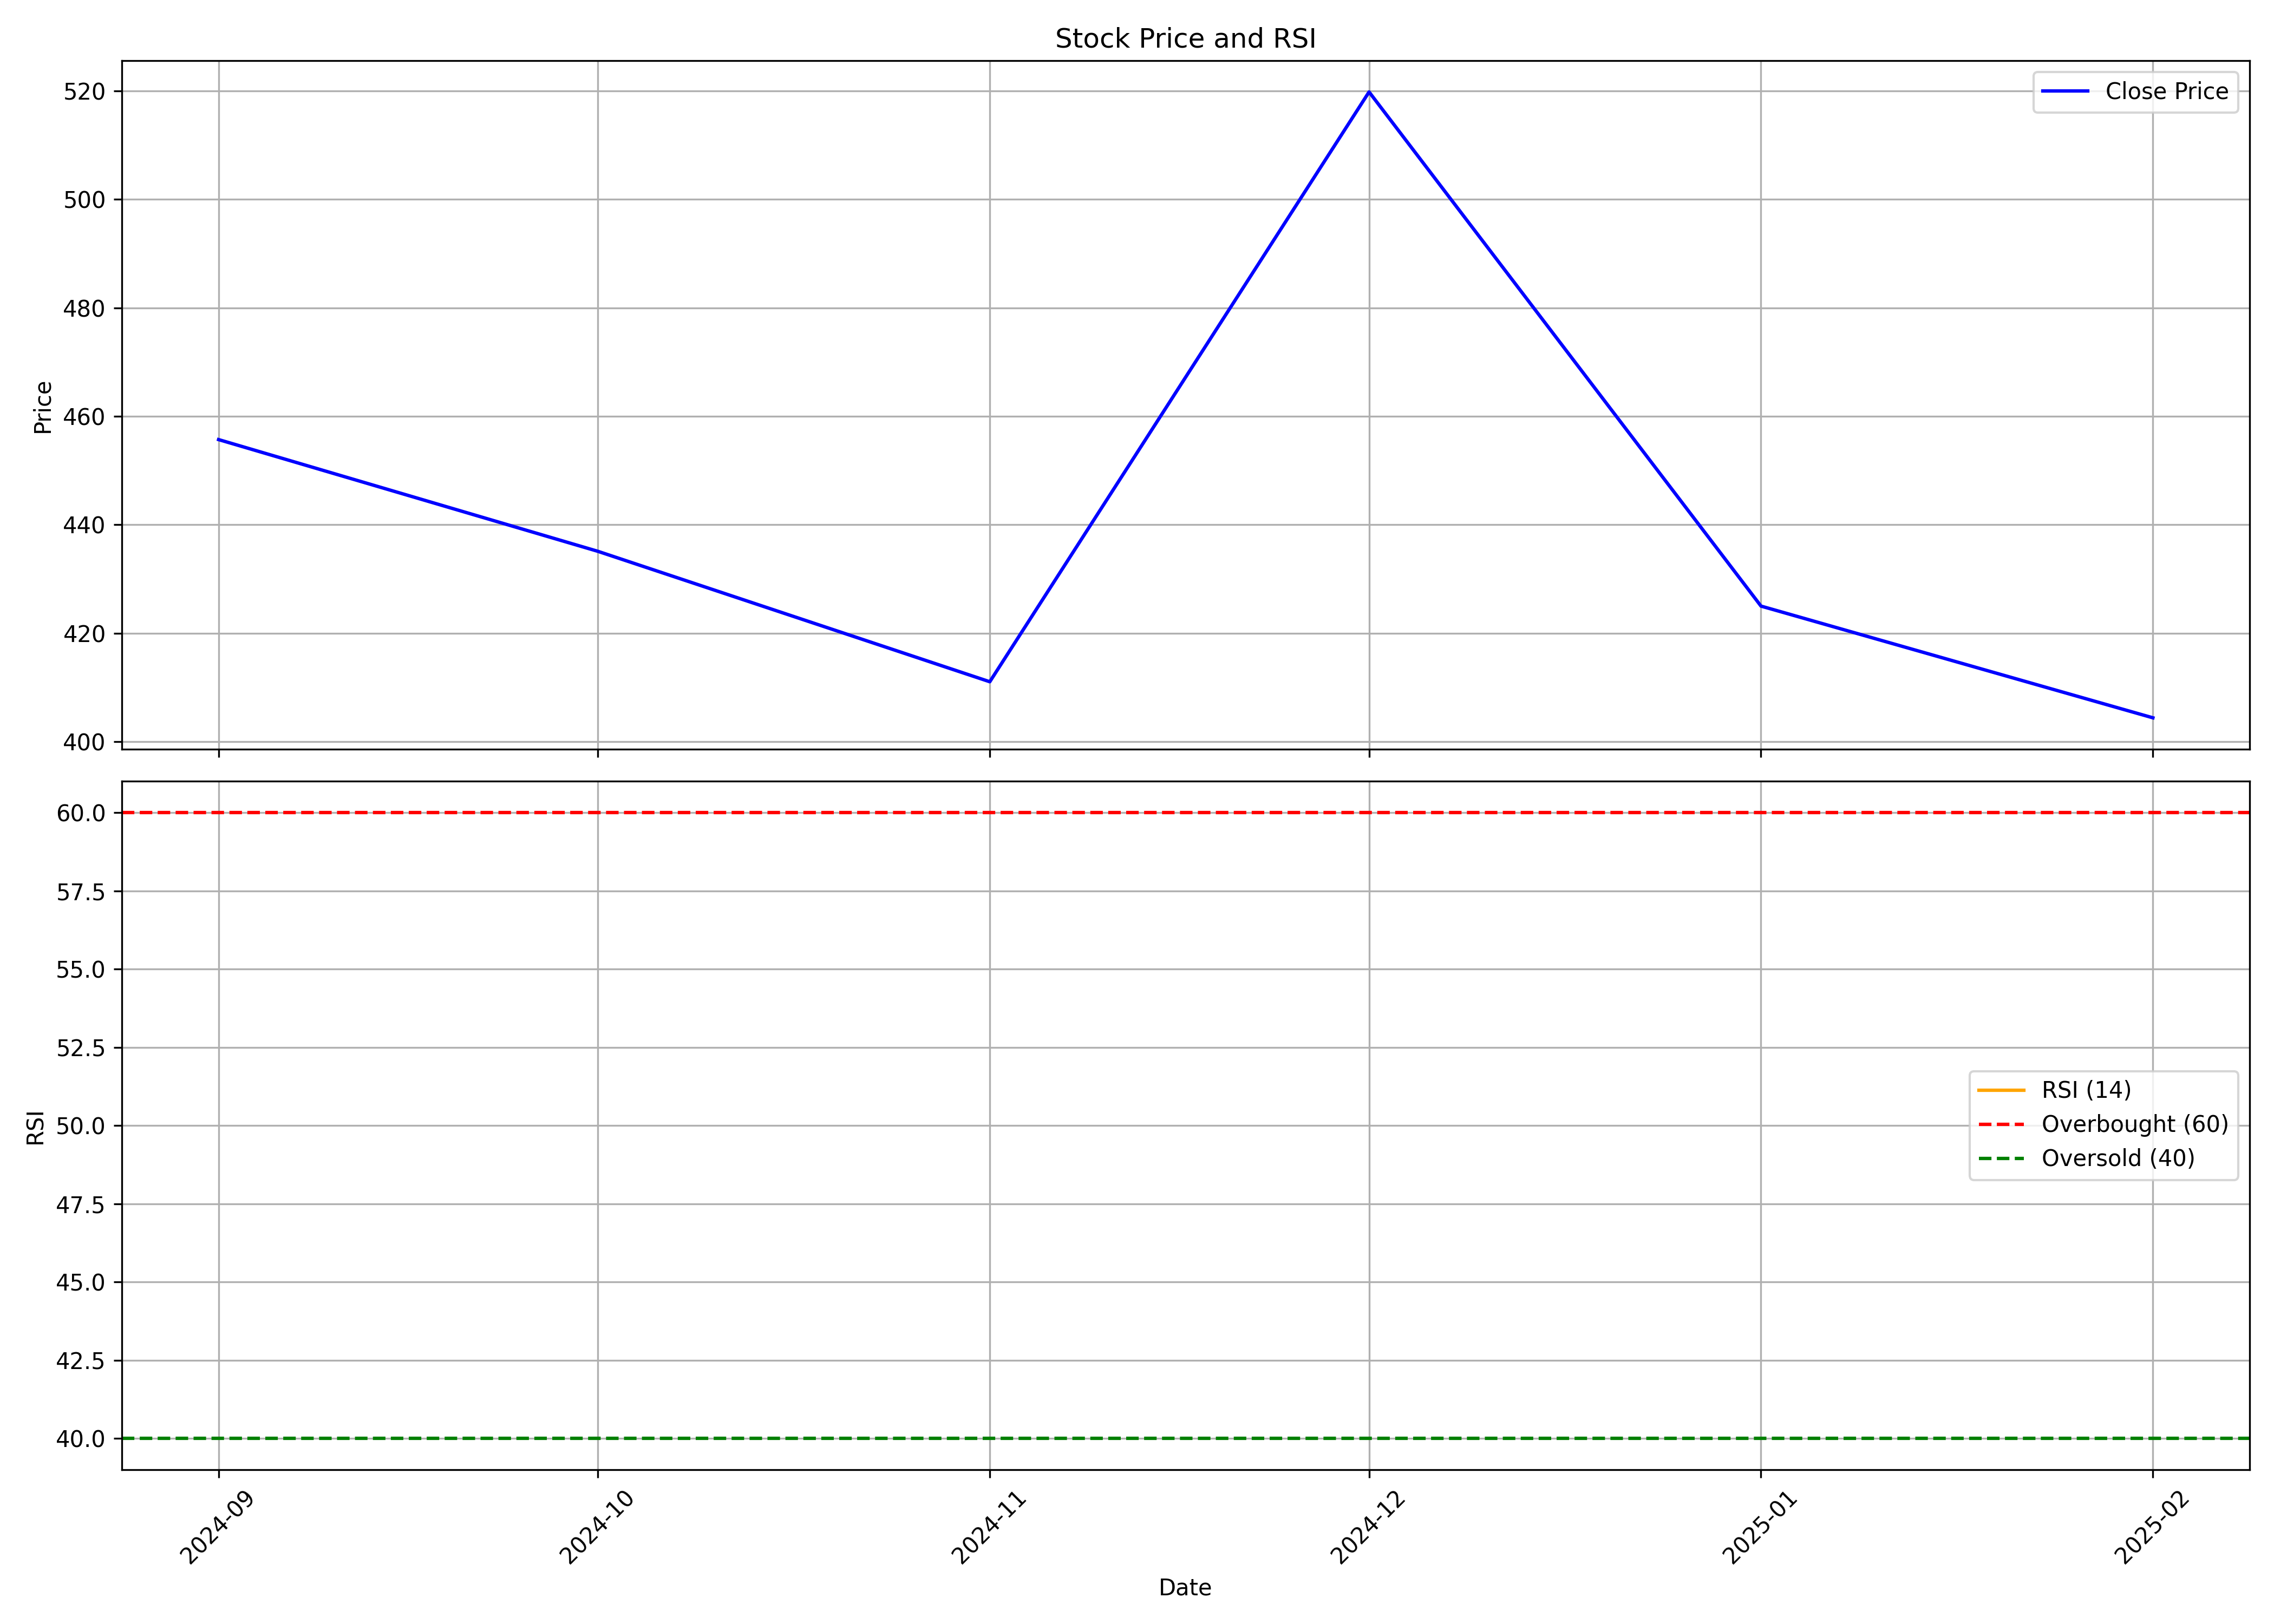 Stock Price and RSI
520
500
480
460
440
420
400
Price
Close Price
60.0
57.5
55.0
52.5
50.0
47.5
45.0
42.5
40.0
RSI
RSI (14)
Overbought (60)
Oversold (40)
2024-09
2024-10
2024-11
2024-12
2025-01
2025-02
Date